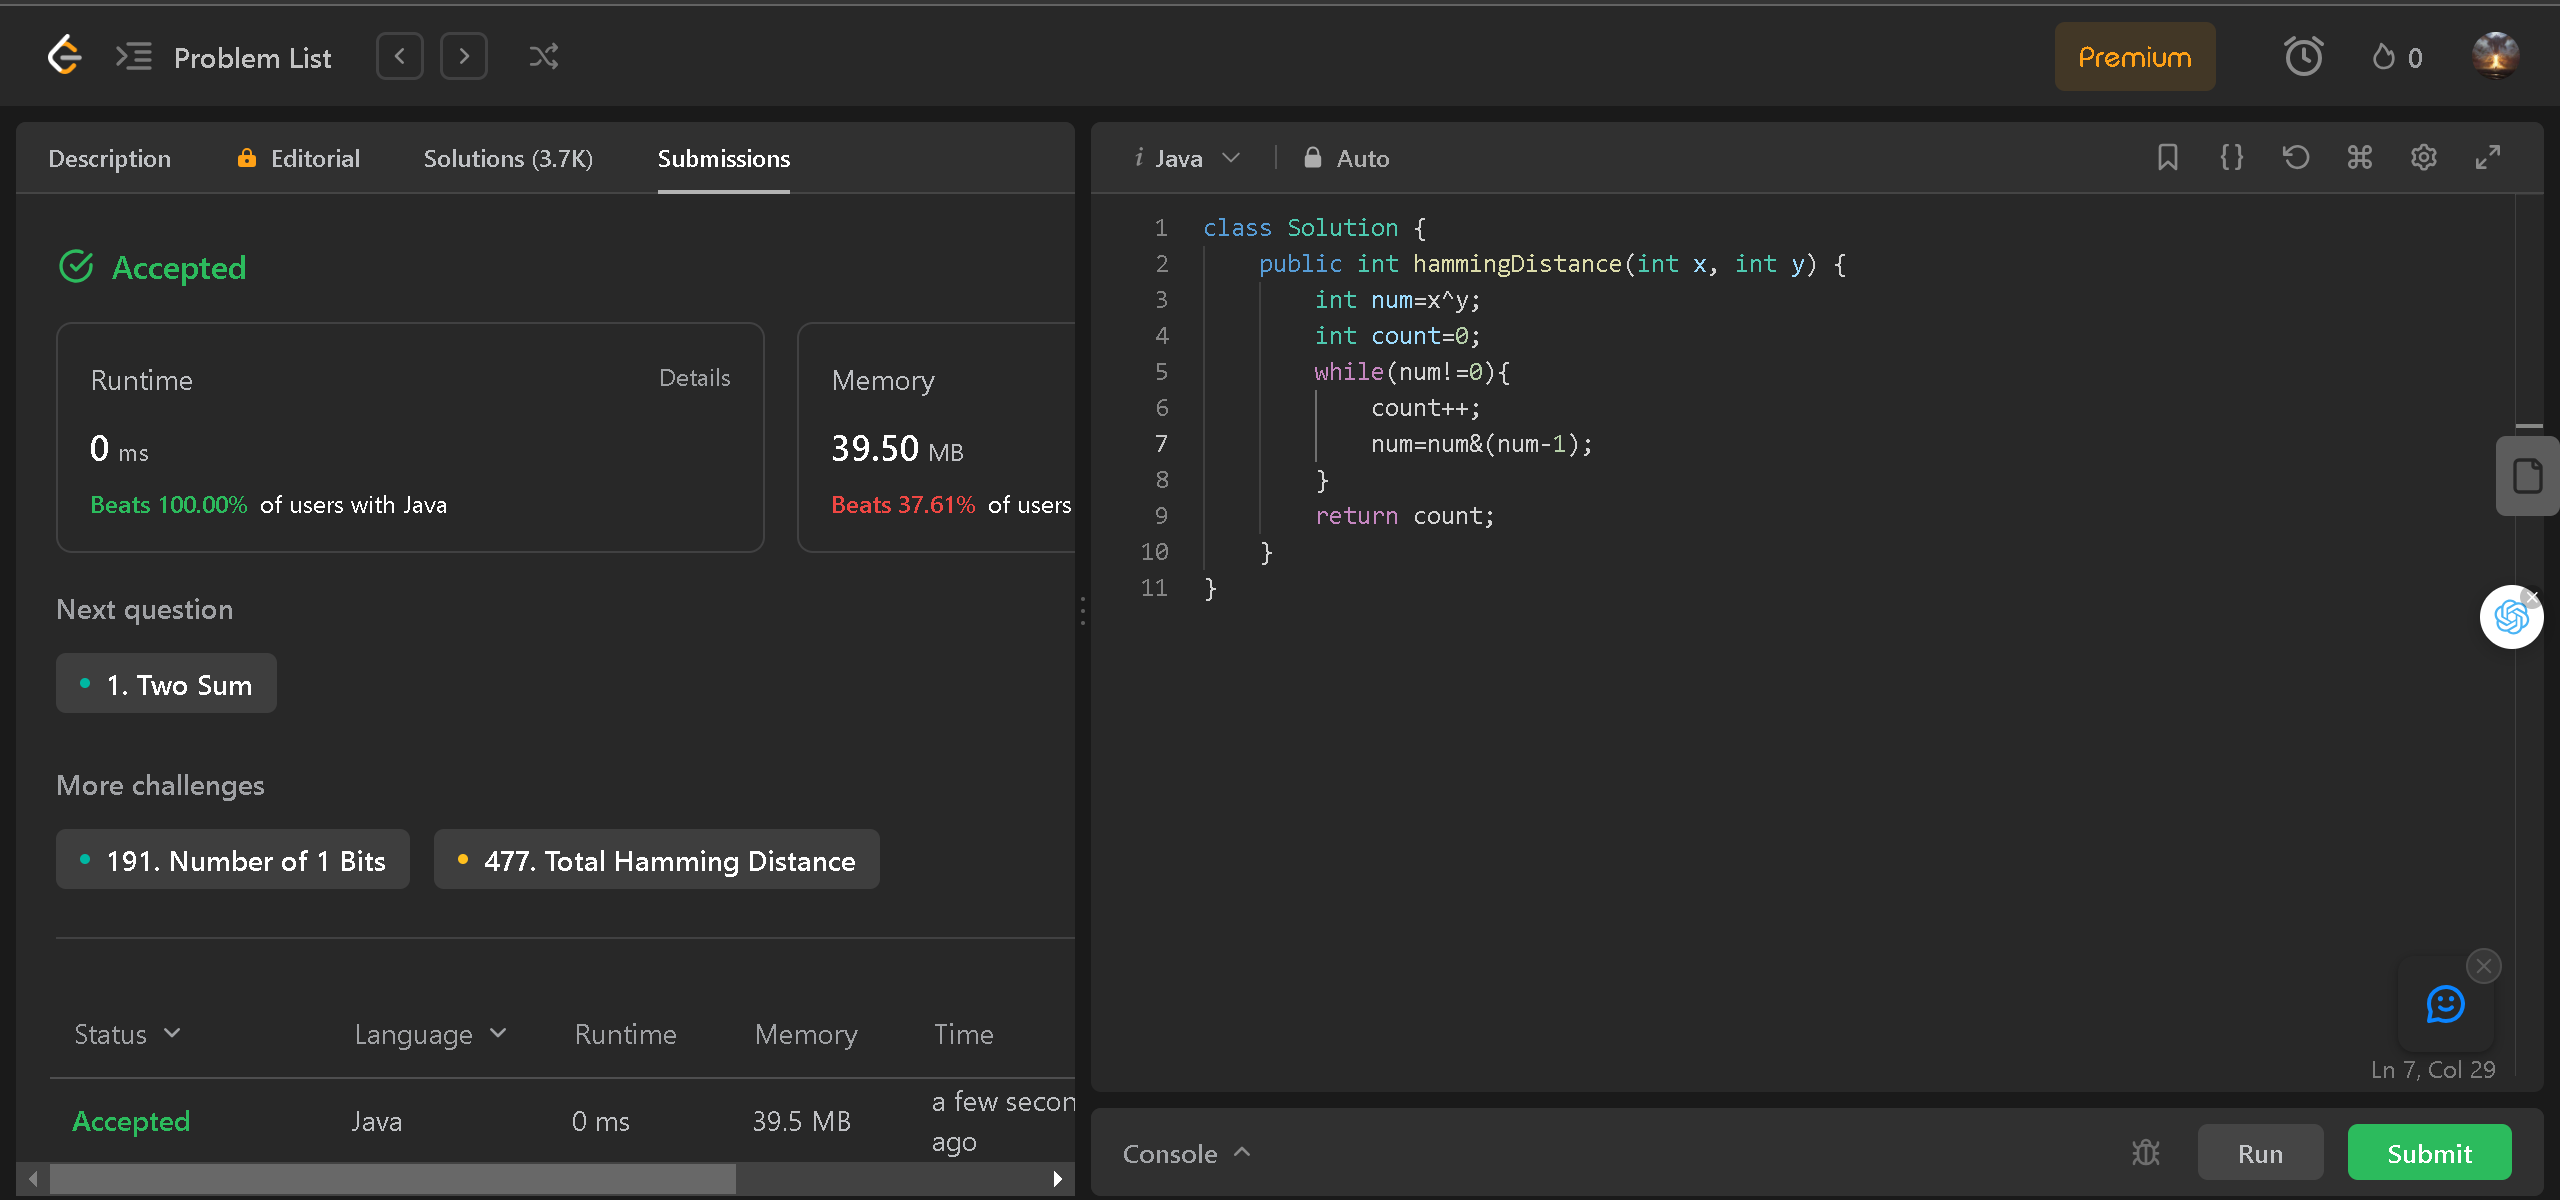 Problem List
Premium
0
Description
Editorial
Solutions (3.7K)
Submissions
Accepted
Runtime
Details
0 ms
Beats 100.00% of users with Java
Memory
39.50 MB
Beats 37.61% of users
Next question
1. Two Sum
More challenges
191. Number of 1 Bits
477. Total Hamming Distance
Status
Language
Runtime
Memory
Time
Accepted
Java
0 ms
39.5 MB
a few secon
ago
i Java
Auto
1 class Solution {
2     public int hammingDistance(int x, int y) {
3         int num=x^y;
4         int count=0;
5         while(num!=0){
6             count++;
7             num=num&(num-1);
8         }
9         return count;
10     }
11 }
Ln 7, Col 29
Console
Run
Submit